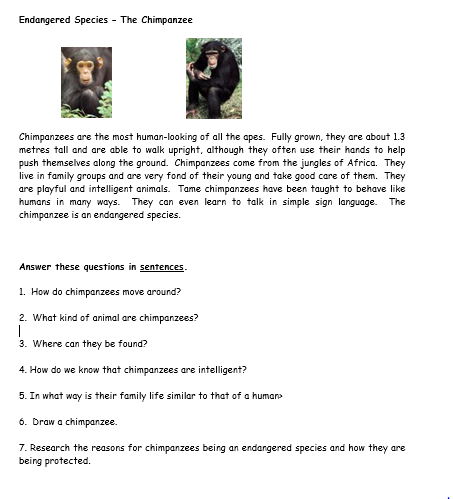 Endangered Species – The Chimpanzee
Chimpanzees are the most human-looking of all the apes. Fully grown, they are about 1.3
metres tall and are able to walk upright, although they often use their hands to help
push themselves along the ground. Chimpanzees come from the jungles of Africa. They
live in family groups and are very fond of their young and take good care of them. They
are playful and intelligent animals. Tame chimpanzees have been taught to behave like
humans in many ways. They can even learn to talk in simple sign language. The
chimpanzee is an endangered species.
Answer these questions in sentences.
1. How do chimpanzees move around?
2. What kind of animal are chimpanzees?
3. Where can they be found?
4. How do we know that chimpanzees are intelligent?
5. In what way is their family life similar to that of a human>
6. Draw a chimpanzee.
7. Research the reasons for chimpanzees being an endangered species and how they are
being protected.